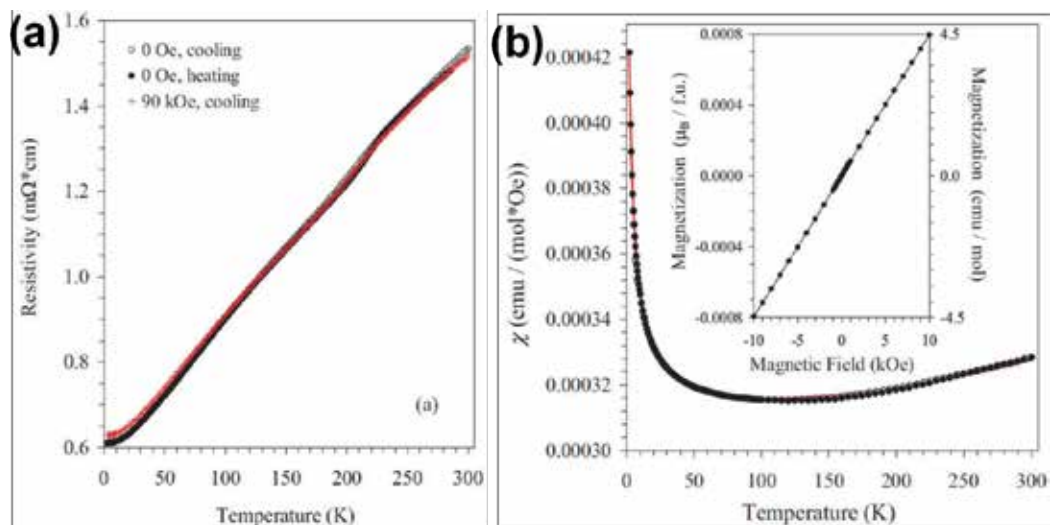 (a)
1.6
1.4
1.2
1.0
0.8
0.6
0 50 100 150 200 250 300
Resistivity (mΩ*cm)
Temperature (K)
0 Oe, cooling
0 Oe, heating
90 kOe, cooling
(a)
(b)
0.00042
0.00040
0.00038
0.00036
0.00034
0.00032
0.00030
0 50 100 150 200 250 300
χ (emu / (mol*Oe)
Temperature (K)
0.0008
0.0004
0.0000
-0.0004
-0.0008
Magnetization (μB / f.u.)
4.5
0.0
-4.5
Magnetization (emu / mol)
-10 -5 0 5 10
Magnetic Field (kOe)